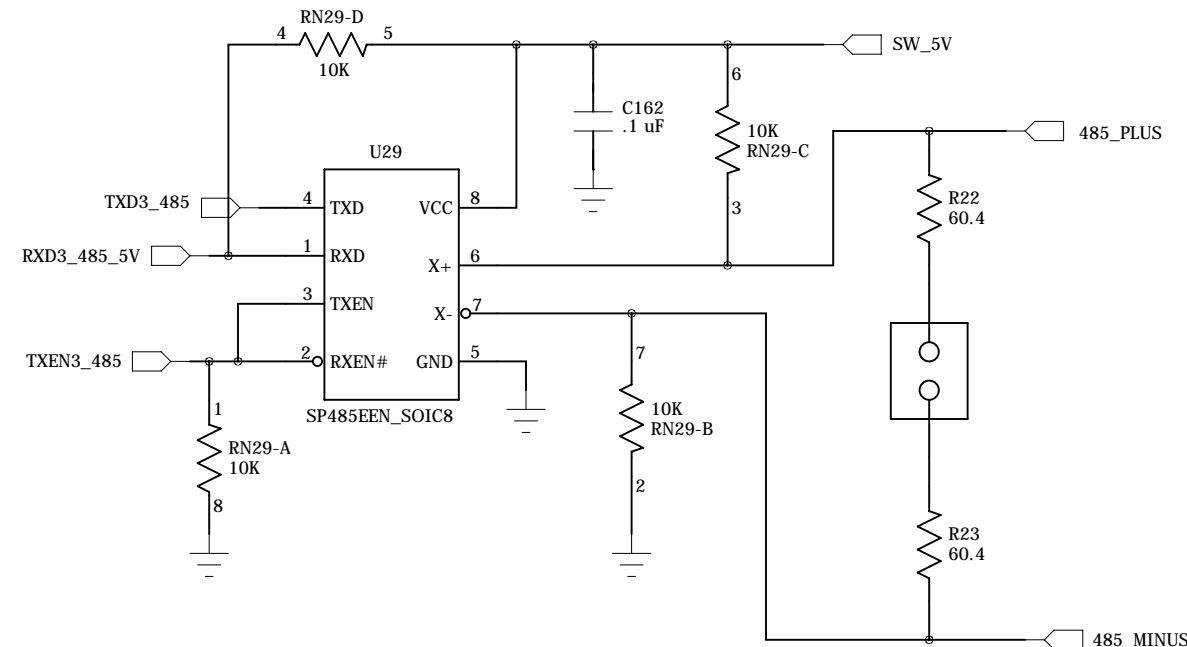 RN29-D
4
5
10K
SW_5V
6
C162
.1 uF
10K
RN29-C
485_PLUS
U29
TXD3_485
4
TXD
VCC
8
3
R22
60.4
RXD3_485_5V
1
RXD
X+
6
3
TXEN
X-
7
TXEN3_485
2
RXEN#
GND
5
7
SP485EEN_SOIC8
1
10K
RN29-B
RN29-A
10K
2
8
R23
60.4
485_MINUS